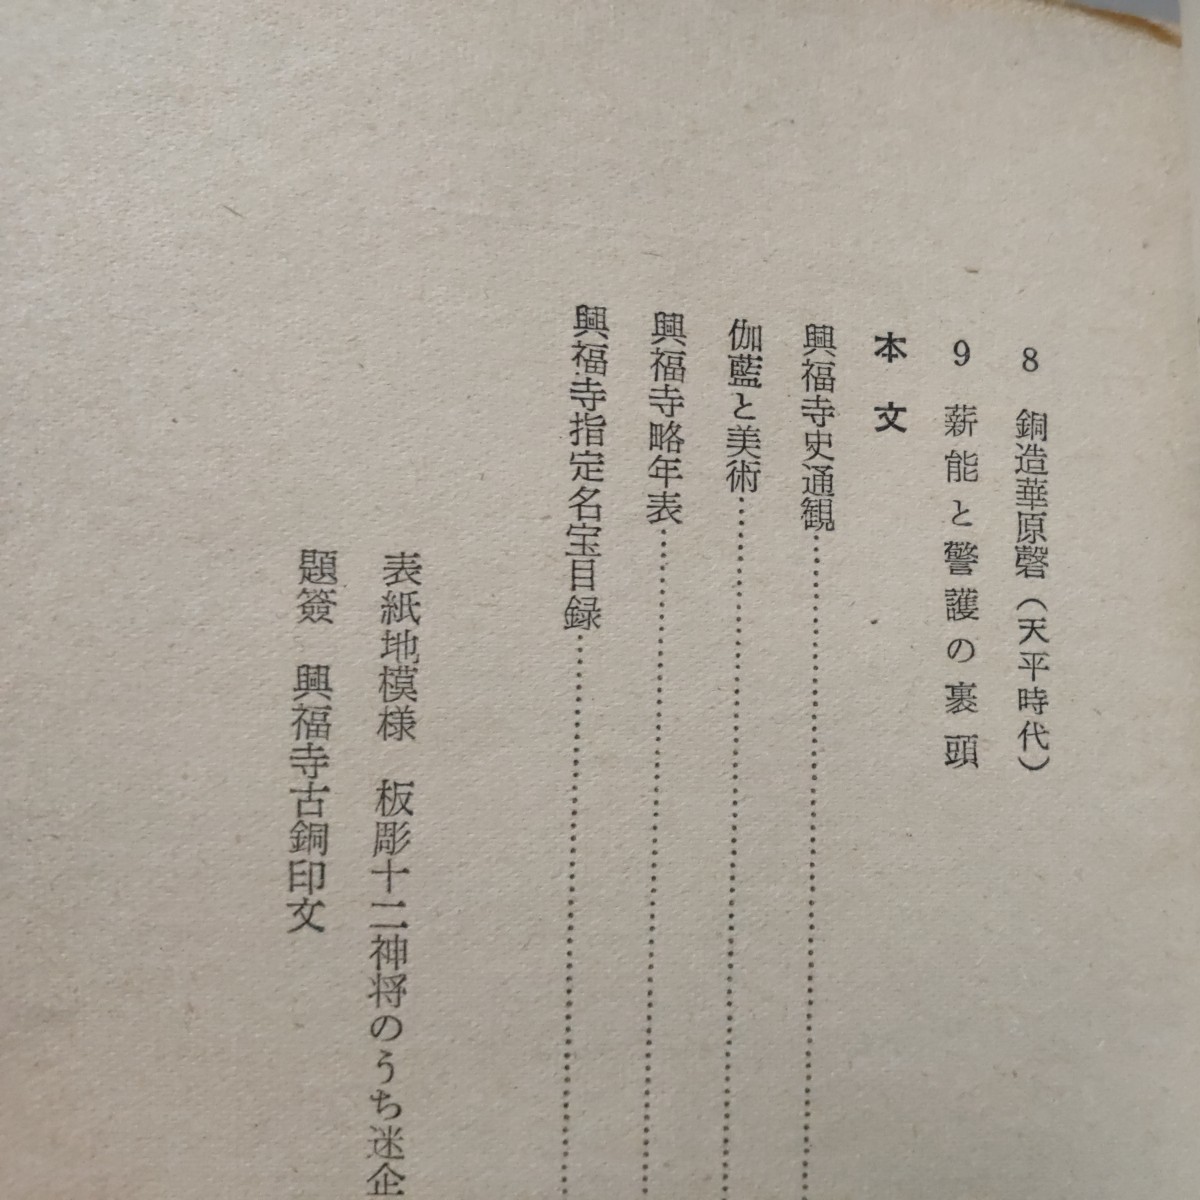 8 銅造華原磬(天平時代)
9 薪能と警護の裹頭
本文
興福寺史通観……………………………
伽藍と美術……………………………
興福寺略年表……………………………
興福寺指定名宝目録……………………………
表紙地模様 板彫十二神将のうち迷企
題簽 興福寺古銅印文